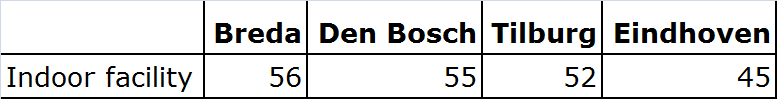 Breda Den Bosch Tilburg Eindhoven
Indoor facility 56 55 52 45